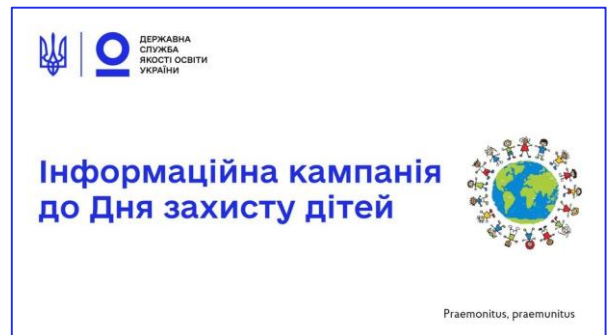 ДЕРЖАВНА
СЛУЖБА
ЯКОСТІ ОСВІТИ
УКРАЇНИ
Інформаційна кампанія
до Дня захисту дітей
Praemonitus, praemunitus